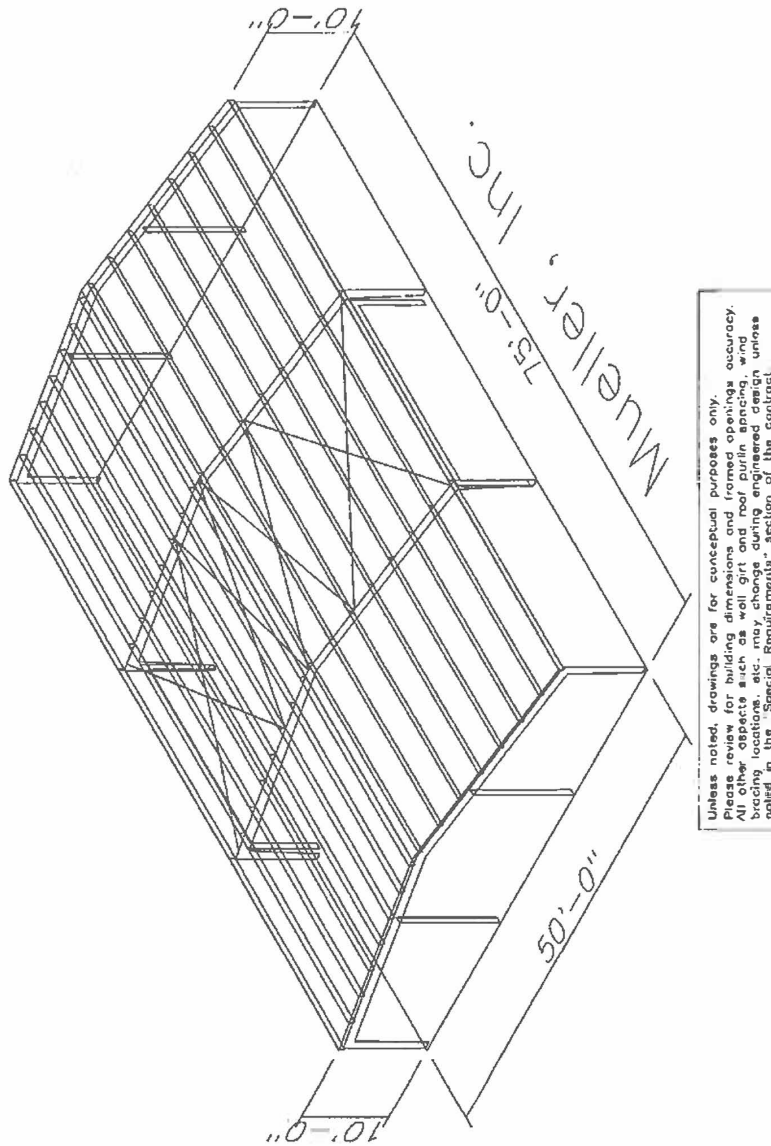 10'-0"
75'-0"
Mueller, Inc.
50'-0"
10'-0"
Unless noted, drawings are for conceptual purposes only.
Please review for building dimensions and framed openings accuracy.
All other aspects such as wall girt and roof purlin spacing, wind
bracing locations, etc. may change during engineered design unless
noted in the "Special Requirements" section of the contract.